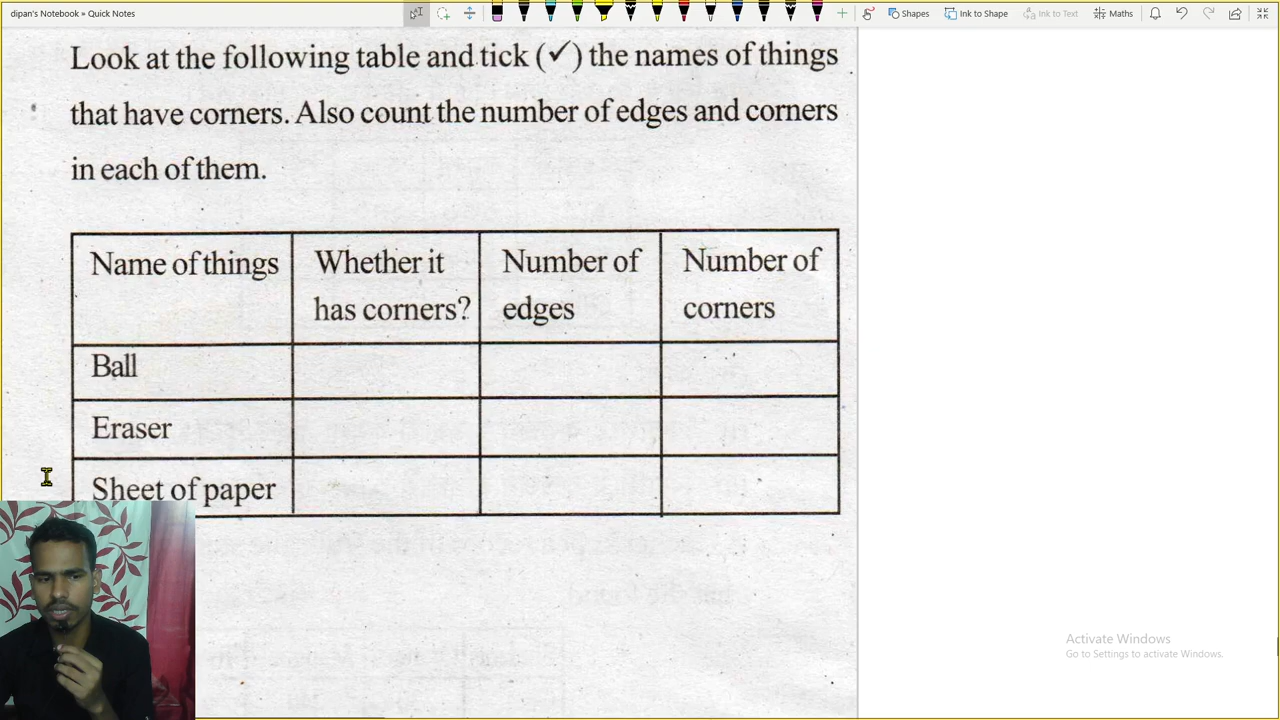 dipan's Notebook » Quick Notes
Shapes
Ink to Shape
Ink to Text
Maths
Look at the following table and tick (✓) the names of things
that have corners. Also count the number of edges and corners
in each of them.
Name of things
Whether it
has corners?
Number of
edges
Number of
corners
Ball
Eraser
Sheet of paper
Activate Windows
Go to Settings to activate Windows.